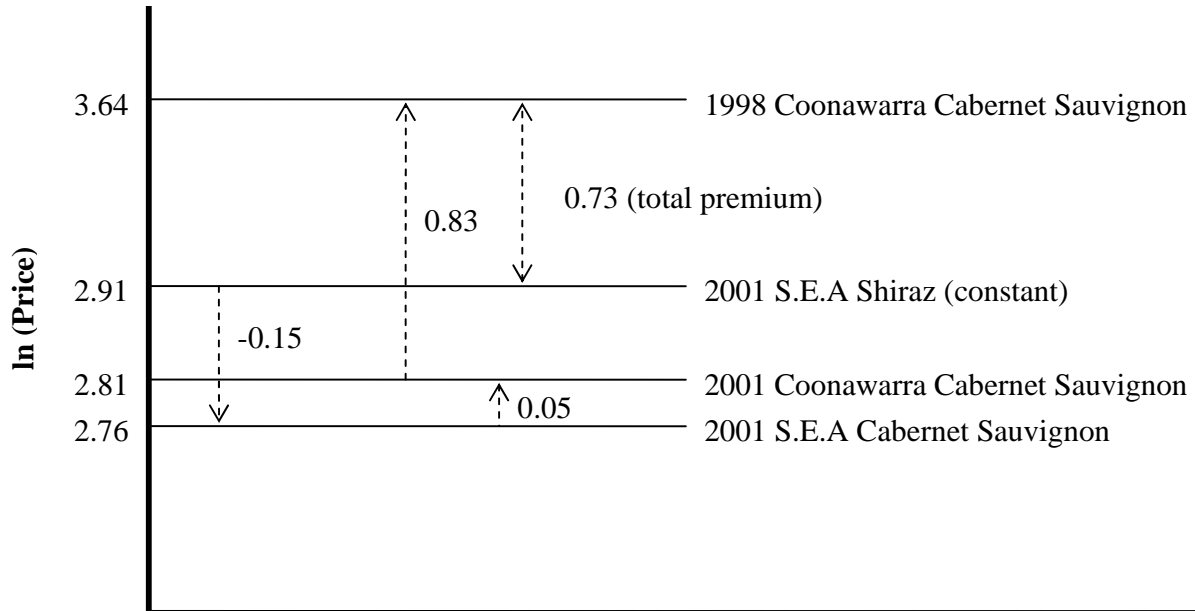 3.64
1998 Coonawarra Cabernet Sauvignon
0.73 (total premium)
0.83
ln (Price)
2.91
2001 S.E.A Shiraz (constant)
-0.15
2.81
2001 Coonawarra Cabernet Sauvignon
0.05
2.76
2001 S.E.A Cabernet Sauvignon